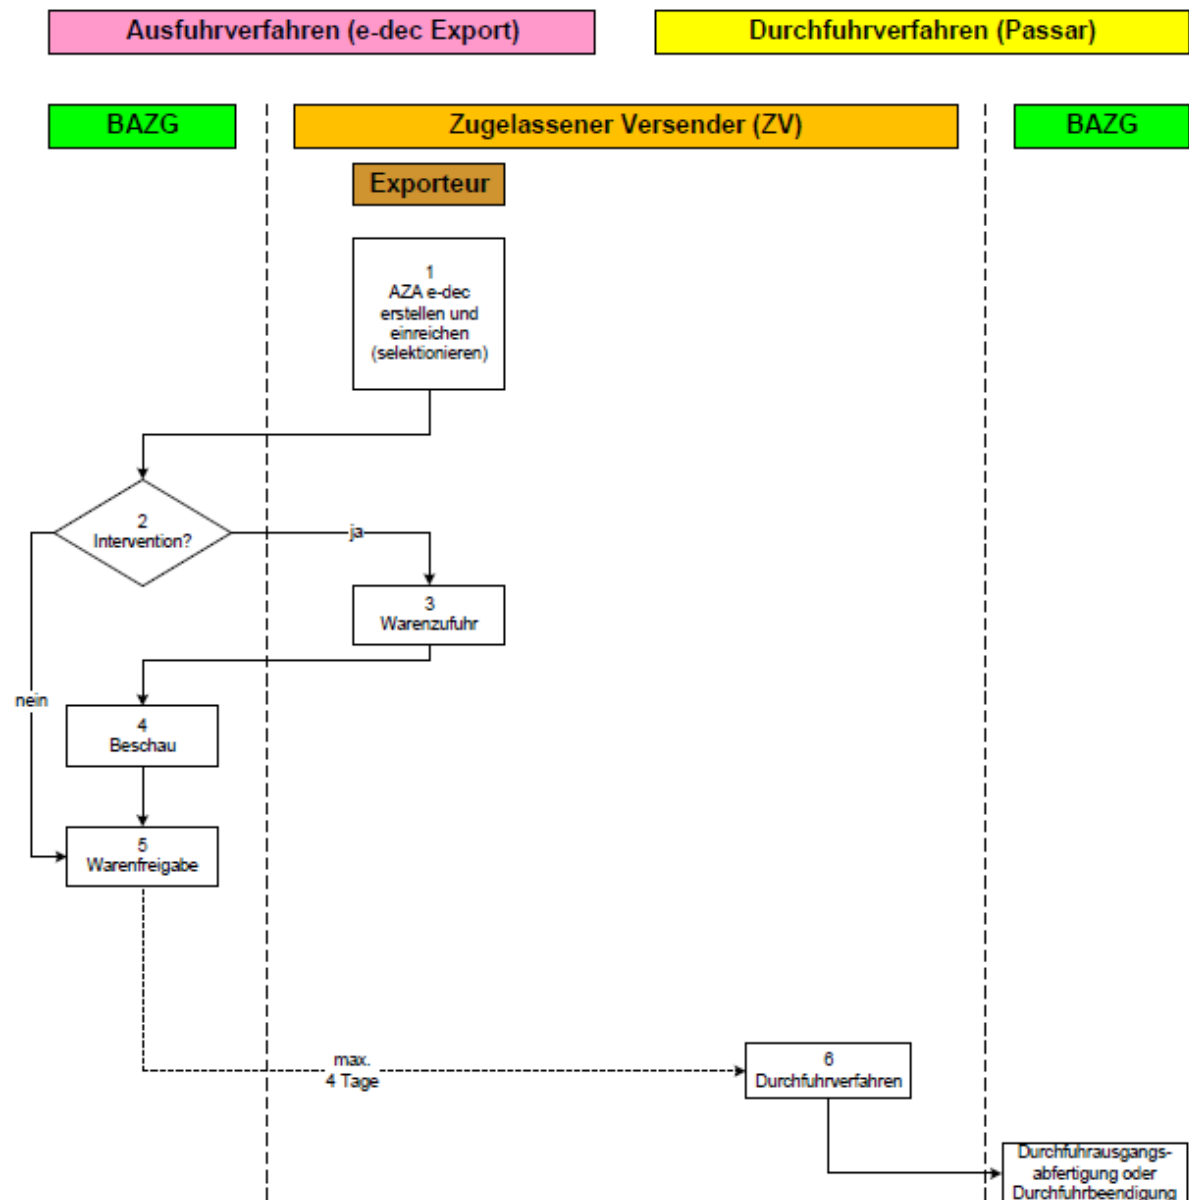 Ausfuhrverfahren (e-dec Export)
Durchfuhrverfahren (Passar)
BAZG
Zugelassener Versender (ZV)
BAZG
Exporteur
1
AZA e-dec
erstellen und
einreichen
(selektionieren)
2
Intervention?
ja
3
Warenzufuhr
nein
4
Beschau
5
Warenfreigabe
max.
4 Tage
6
Durchfuhrverfahren
Durchfuhrausgangs-
abfertigung oder
Durchfuhrbeendigung